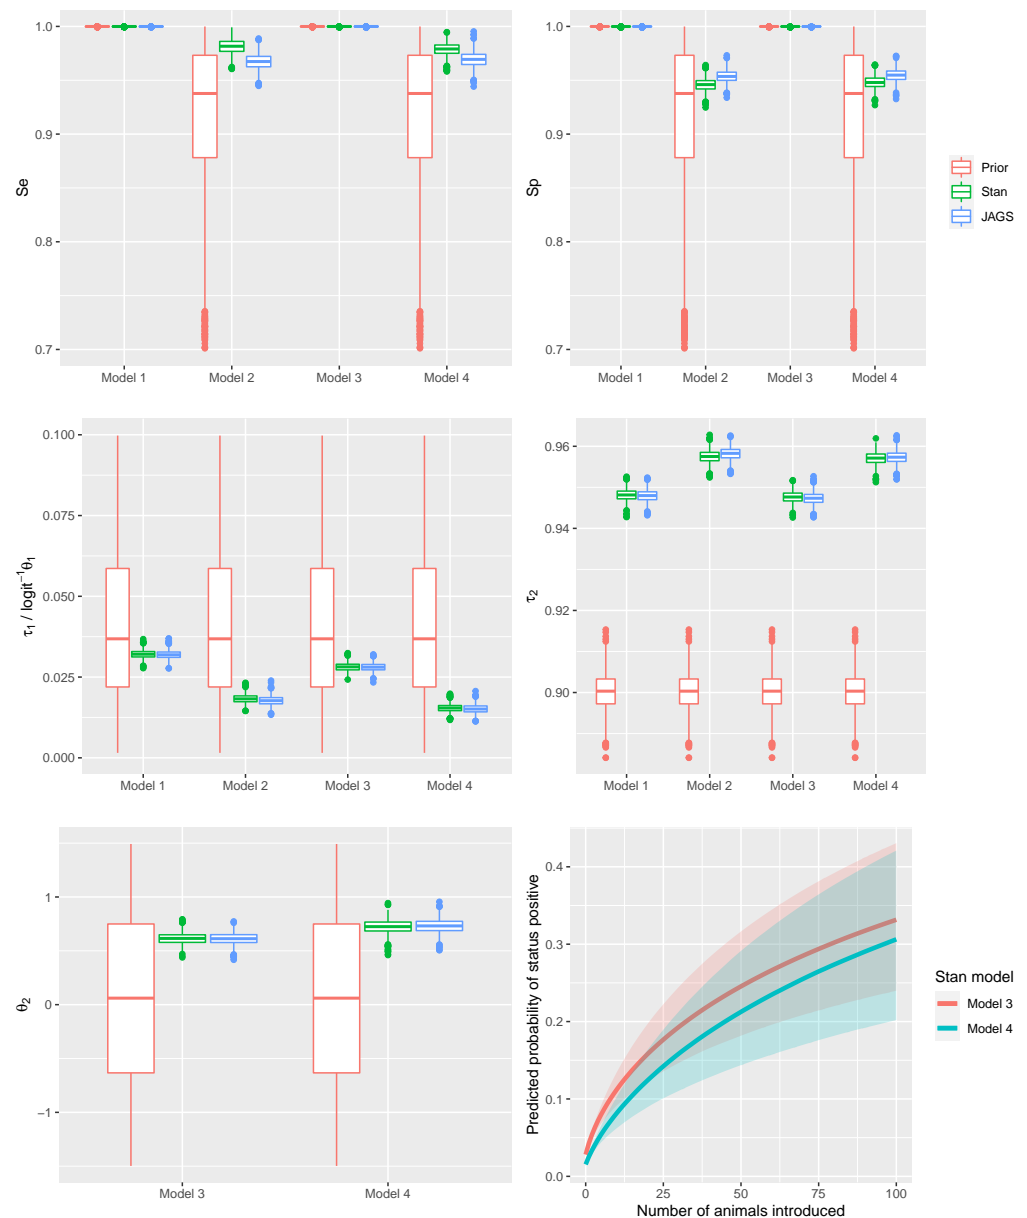 1.0
0.9
0.8
0.7
Se
Model 1 Model 2 Model 3 Model 4
1.0
0.9
0.8
0.7
Sp
Model 1 Model 2 Model 3 Model 4
Prior
Stan
JAGS
0.100
0.075
0.050
0.025
0.000
τ₁ / logit⁻¹θ₁
Model 1 Model 2 Model 3 Model 4
0.96
0.94
0.92
0.90
τ₂
Model 1 Model 2 Model 3 Model 4
1
0
−1
θ₂
Model 3 Model 4
0.4
0.3
0.2
0.1
0.0
Predicted probability of status positive
0 25 50 75 100
Number of animals introduced
Stan model
Model 3
Model 4